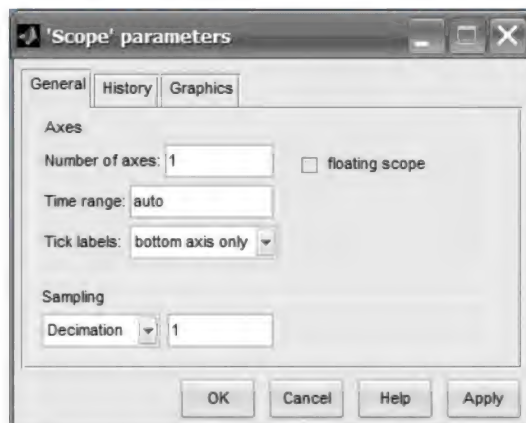 'Scope' parameters
General History Graphics
Axes
Number of axes: 1 floating scope
Time range: auto
Tick labels: bottom axis only
Sampling
Decimation 1
OK Cancel Help Apply